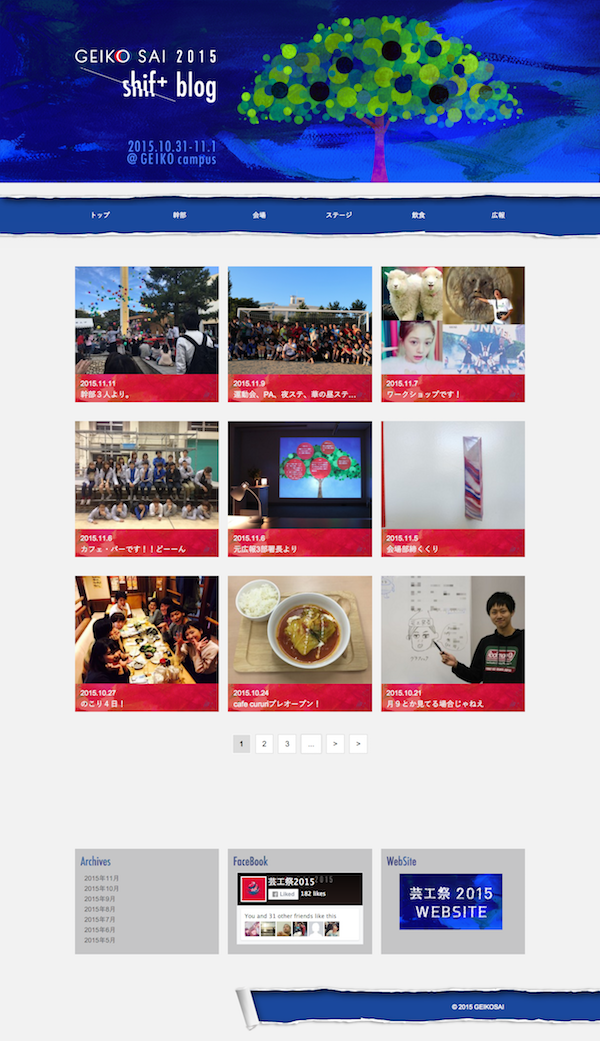 GEIKO SAI 2015
shift blog
2015.10.31-11.1
@GEIKO campus
トップ 幹部 会場 ステージ 飲食 広報
2015.11.11
幹部３人より。
2015.11.9
運動会、PA、夜ステ、華の昼ステ...
2015.11.7
ワークショップです！
2015.11.6
カフェ・バーです！！どーーん
2015.11.6
元広報3部署長より
2015.11.5
会場部締くくり
2015.10.27
のこり４日！
2015.10.24
cafe cururiプレオープン！
2015.10.21
月９とか見てる場合じゃねえ
1 2 3 ... > >
Archives
2015年11月
2015年10月
2015年9月
2015年8月
2015年7月
2015年6月
2015年5月
FaceBook
芸工祭2015
Liked 182 likes
You and 31 other friends like this
WebSite
芸工祭 2015
WEBSITE
© 2015 GEIKOSAI